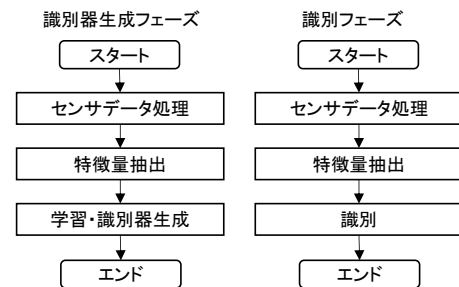 識別器生成フェーズ
スタート
センサデータ処理
特徴量抽出
学習・識別器生成
エンド
識別フェーズ
スタート
センサデータ処理
特徴量抽出
識別
エンド